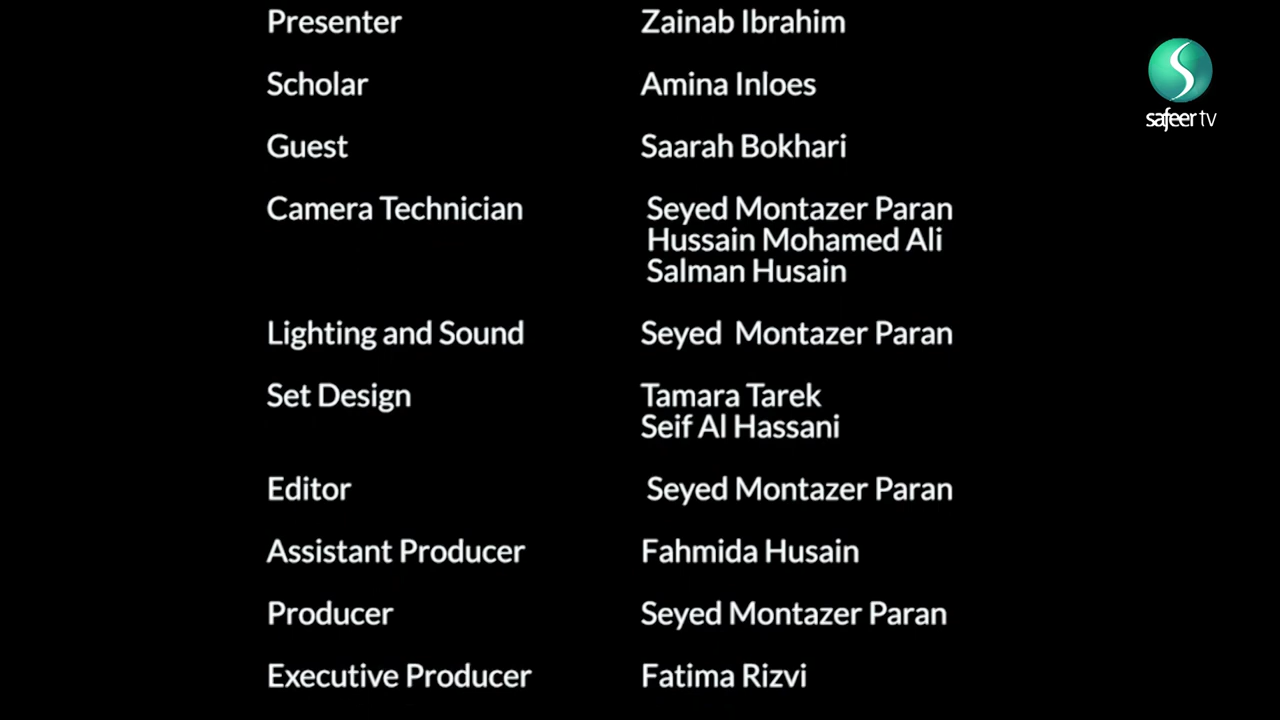 Presenter Zainab Ibrahim
safeer tv
Scholar Amina Inloes
Guest Saarah Bokhari
Camera Technician Seyed Montazer Paran
Hussain Mohamed Ali
Salman Husain
Lighting and Sound Seyed Montazer Paran
Set Design Tamara Tarek
Seif Al Hassani
Editor Seyed Montazer Paran
Assistant Producer Fahmida Husain
Producer Seyed Montazer Paran
Executive Producer Fatima Rizvi